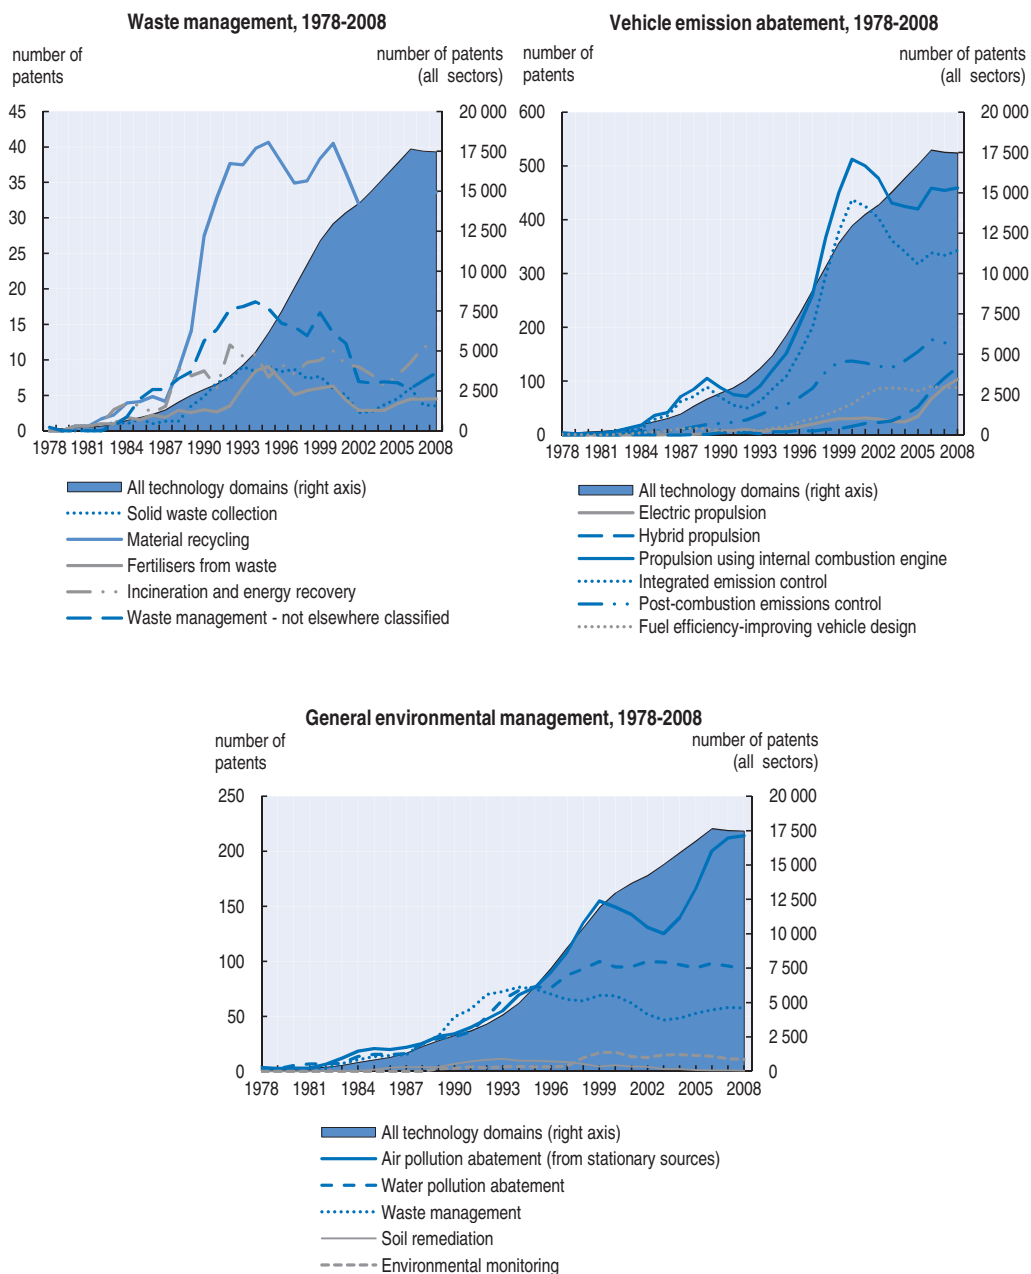 Waste management, 1978-2008
number of
patents
number of patents
(all sectors)
45
40
35
30
25
20
15
10
5
0
20 000
17 500
15 000
12 500
10 000
7 500
5 000
2 500
0
1978 1981 1984 1987 1990 1993 1996 1999 2002 2005 2008
All technology domains (right axis)
Solid waste collection
Material recycling
Fertilisers from waste
Incineration and energy recovery
Waste management - not elsewhere classified
Vehicle emission abatement, 1978-2008
number of
patents
number of patents
(all sectors)
600
500
400
300
200
100
0
20 000
17 500
15 000
12 500
10 000
7 500
5 000
2 500
0
1978 1981 1984 1987 1990 1993 1996 1999 2002 2005 2008
All technology domains (right axis)
Electric propulsion
Hybrid propulsion
Propulsion using internal combustion engine
Integrated emission control
Post-combustion emissions control
Fuel efficiency-improving vehicle design
General environmental management, 1978-2008
number of
patents
number of patents
(all sectors)
250
200
150
100
50
0
20 000
17 500
15 000
12 500
10 000
7 500
5 000
2 500
0
1978 1981 1984 1987 1990 1993 1996 1999 2002 2005 2008
All technology domains (right axis)
Air pollution abatement (from stationary sources)
Water pollution abatement
Waste management
Soil remediation
Environmental monitoring